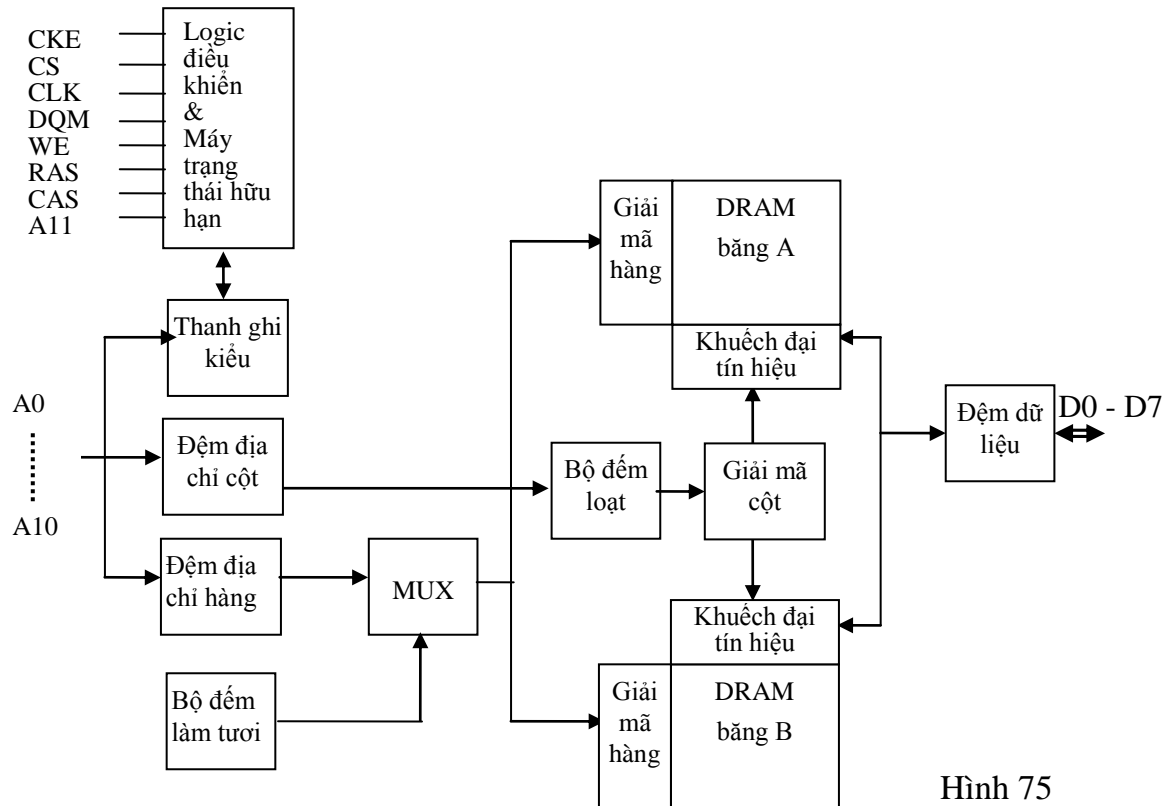 CKE
CS
CLK
DQM
WE
RAS
CAS
A11
Logic
điều
khiển
&
Máy
trạng
thái hữu
hạn
Thanh ghi
kiểu
A0
A10
Đệm địa
chỉ cột
Đệm địa
chỉ hàng
MUX
Bộ đếm
làm tươi
Giải
mã
hàng
DRAM
băng A
Khuếch đại
tín hiệu
Bộ đếm
loạt
Giải mã
cột
Đệm dữ
liệu
D0 - D7
Khuếch đại
tín hiệu
Giải
mã
hàng
DRAM
băng B
Hình 75